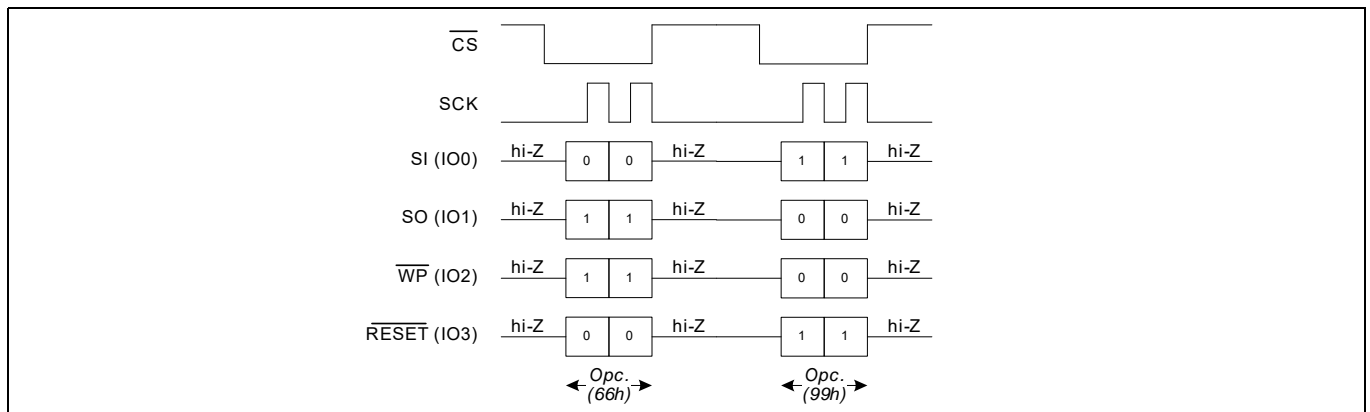 CS
SCK
SI (IO0) hi-Z 0 0 hi-Z 1 1 hi-Z
SO (IO1) hi-Z 1 1 hi-Z 0 0 hi-Z
WP (IO2) hi-Z 1 1 hi-Z 0 0 hi-Z
RESET (IO3) hi-Z 0 0 hi-Z 1 1 hi-Z
Opc. Opc.
(66h) (99h)